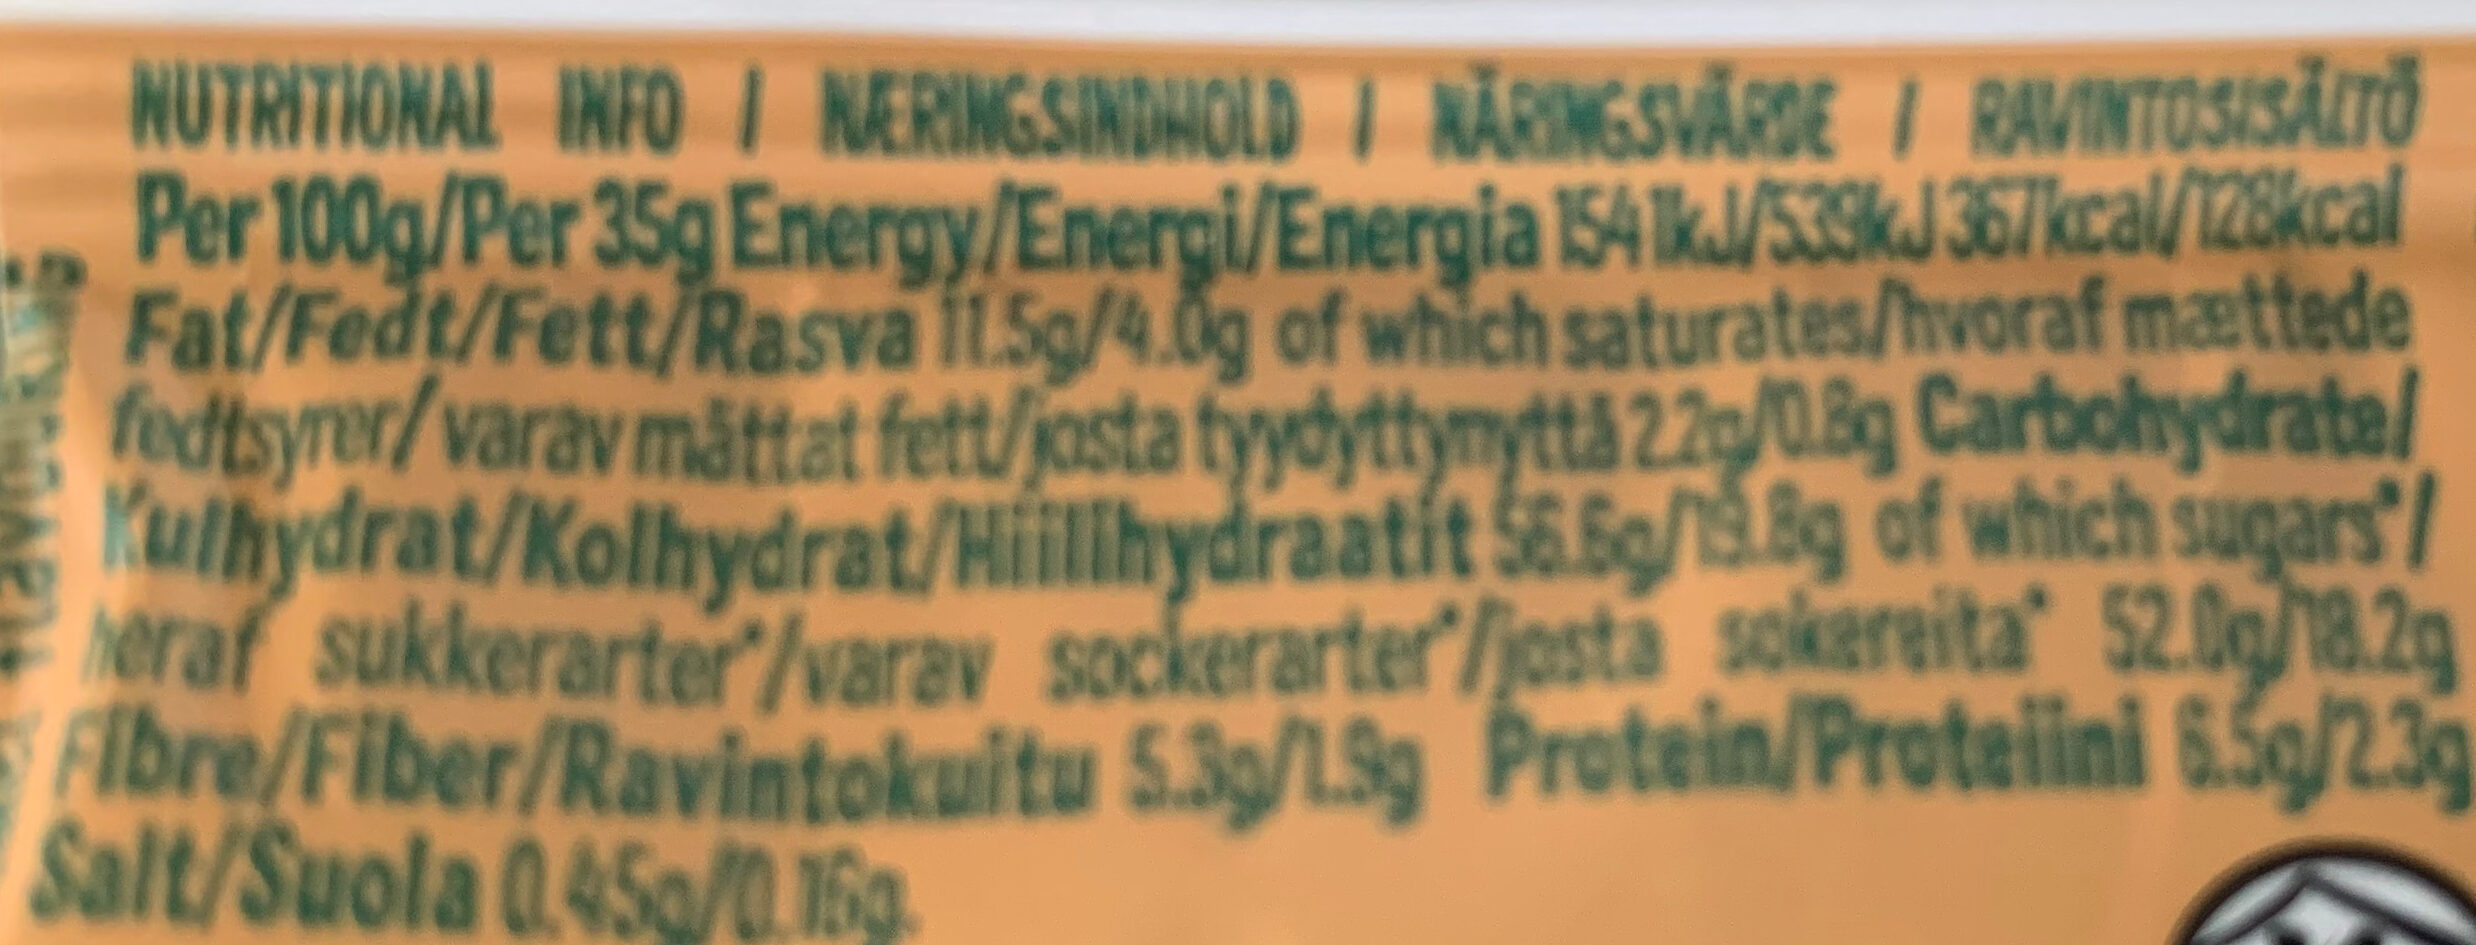 NUTRITIONAL INFO / NÆRINGSINDHOLD / NÄRINGSVÄRDE / RAVINTOSISÄLTÖ
Per 100g/Per 35g Energy/Energi/Energia 1541kJ/539kJ 367kcal/128kcal
Fat/Fedt/Fett/Rasva 11.5g/4.0g of which saturates/hvoraf mættede
fedtsyrer/ varav mättat fett/josta tyydyttynyttä 2.2g/0.8g Carbohydrate/
Kulhydrat/Kolhydrat/Hiilihydraatit 56.6g/19.8g of which sugars*/
heraf sukkerarter*/varav sockerarter*/josta sokereita* 52.0g/18.2g
Fibre/Fiber/Ravintokuitu 5.3g/1.9g Protein/Proteiini 6.5g/2.3g
Salt/Suola 0.45g/0.16g.